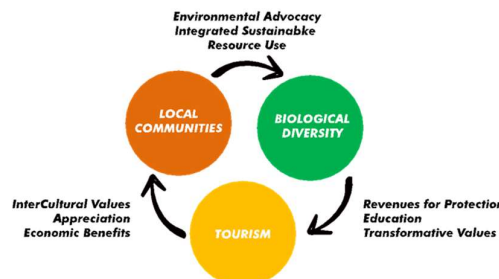 Environmental Advocacy
Integrated Sustainabke
Resource Use
LOCAL
COMMUNITIES
BIOLOGICAL
DIVERSITY
InterCultural Values
Appreciation
Economic Benefits
TOURISM
Revenues for Protection
Education
Transformative Values